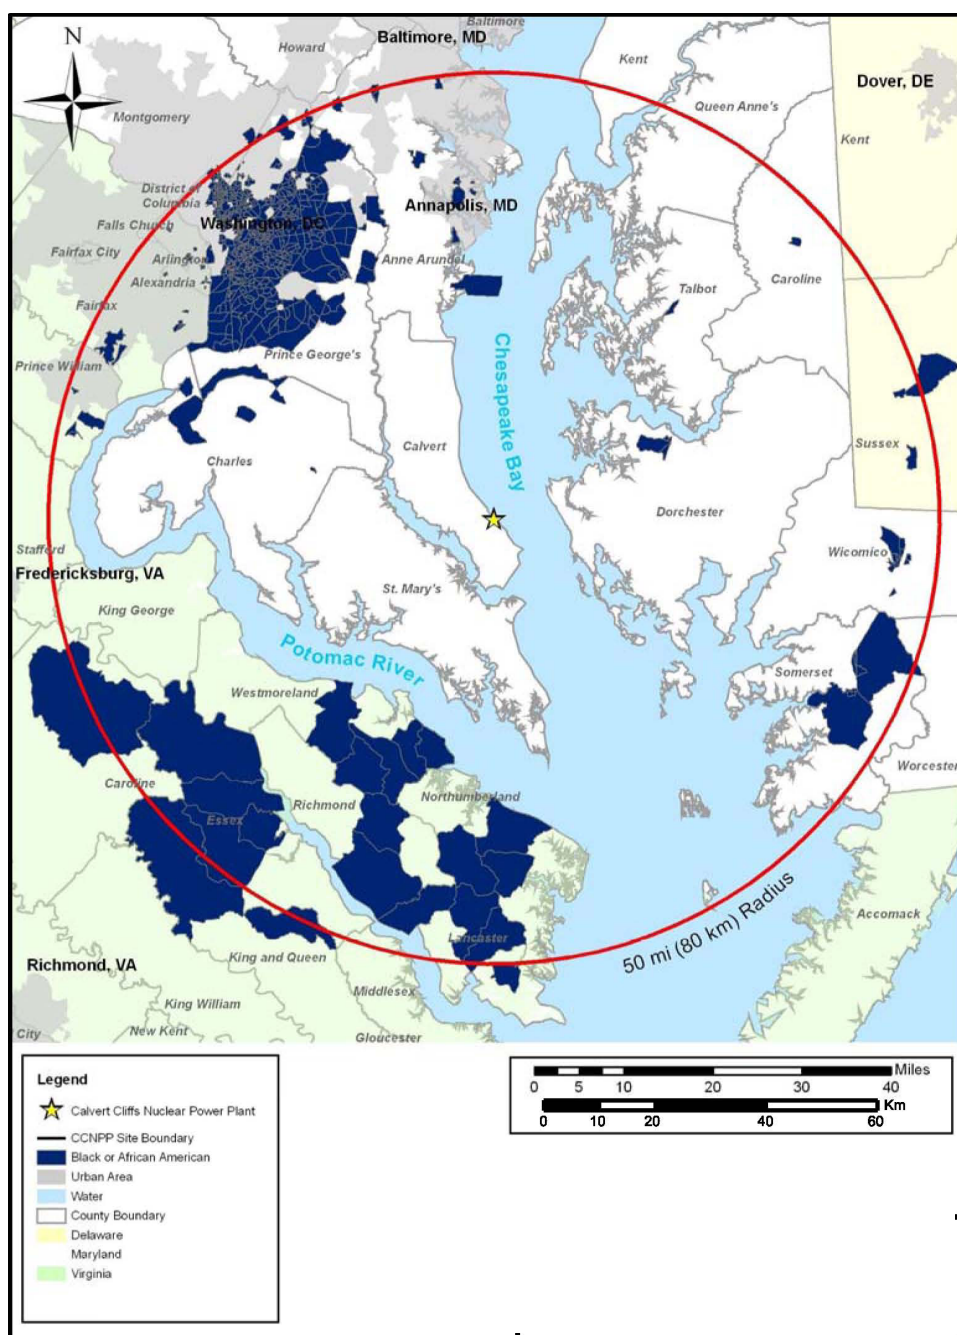 Baltimore
Baltimore, MD
N
Howard
Kent
Dover, DE
Queen Anne's
Montgomery
Kent
District of
Columbia
Annapolis, MD
Falls Church
Washington, DC
Fairfax City
Arlington
Anne Arundel
Alexandria
Talbot
Caroline
Fairfax
Prince George's
Prince William
Chesapeake Bay
Calvert
Sussex
Charles
Dorchester
Stafford
Wicomico
Fredericksburg, VA
St. Mary's
King George
Potomac River
Somerset
Westmoreland
Worcester
Caroline
Richmond
Northumberland
Essex
50 mi (80 km) Radius
Accomack
Lancaster
King and Queen
Richmond, VA
Middlesex
King William
New Kent
City
Gloucester
Legend
Calvert Cliffs Nuclear Power Plant
CCNPP Site Boundary
Black or African American
Urban Area
Water
County Boundary
Delaware
Maryland
Virginia
Miles
0 5 10 20 30 40
Km
0 10 20 40 60